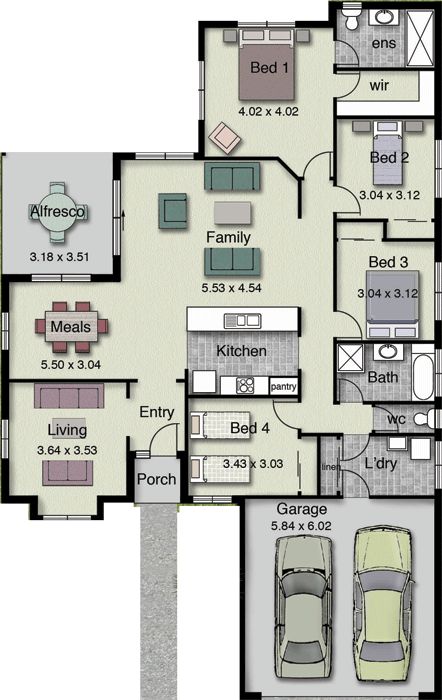 ens
Bed 1
wir
4.02 x 4.02
Bed 2
3.04 x 3.12
Alfresco
3.18 x 3.51
Family
5.53 x 4.54
Bed 3
3.04 x 3.12
Meals
5.50 x 3.04
Kitchen
pantry
Bath
Living
3.64 x 3.53
Entry
Bed 4
3.43 x 3.03
wc
linen
L'dry
Porch
Garage
5.84 x 6.02